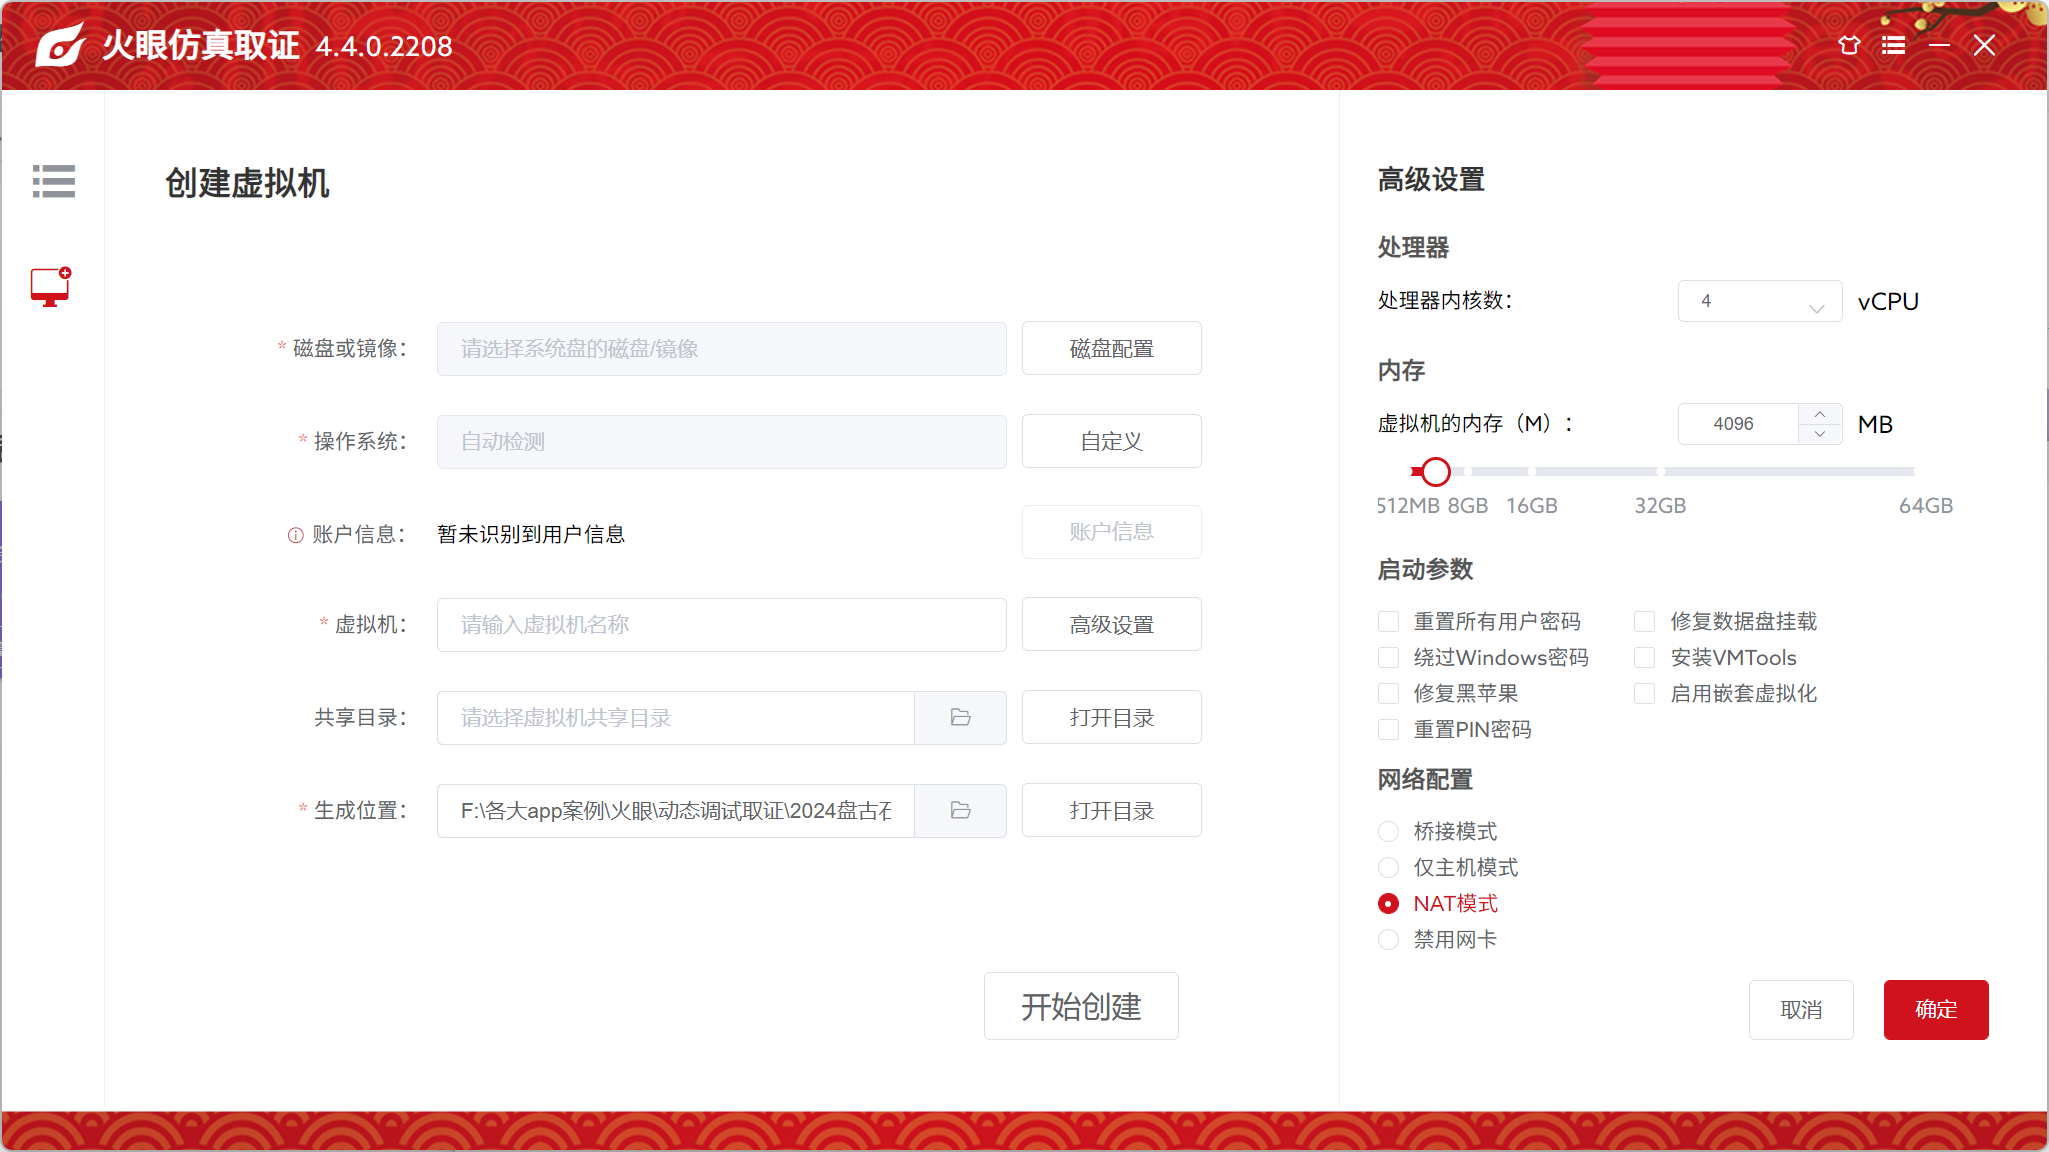 火眼仿真取证 4.4.0.2208
创建虚拟机
* 磁盘或镜像： 请选择系统盘的磁盘/镜像 磁盘配置
* 操作系统： 自动检测 自定义
账户信息： 暂未识别到用户信息 账户信息
* 虚拟机： 请输入虚拟机名称 高级设置
共享目录： 请选择虚拟机共享目录 打开目录
* 生成位置： F:\各大app案例\火眼\动态调试取证\2024盘古石 打开目录
开始创建
高级设置
处理器
处理器内核数： 4 vCPU
内存
虚拟机的内存（M）： 4096 MB
512MB 8GB 16GB 32GB 64GB
启动参数
重置所有用户密码 修复数据盘挂载
绕过Windows密码 安装VMTools
修复黑苹果 启用嵌套虚拟化
重置PIN密码
网络配置
桥接模式
仅主机模式
NAT模式
禁用网卡
取消 确定